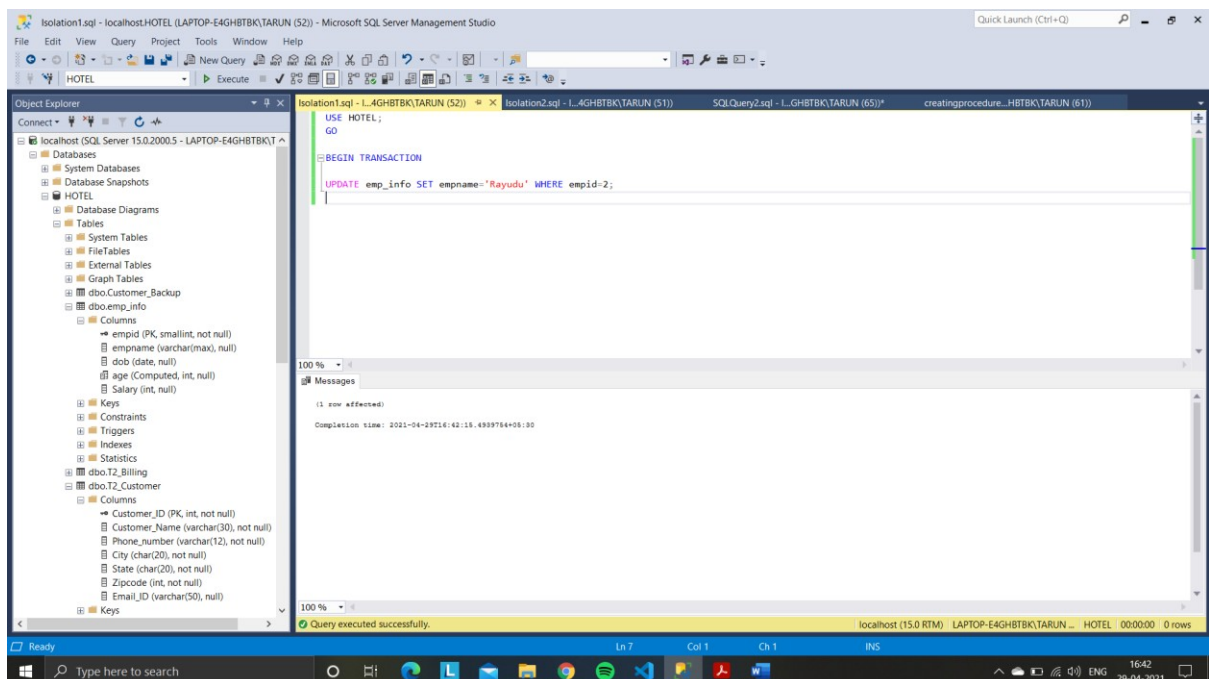 Isolation1.sql - localhost.HOTEL (LAPTOP-E4GHBTBK\TARUN (52)) - Microsoft SQL Server Management Studio
Quick Launch (Ctrl+Q)
File Edit View Query Project Tools Window Help
New Query
HOTEL
Execute
Object Explorer
Isolation1.sql - l...4GHBTBK\TARUN (52)) Isolation2.sql - l...4GHBTBK\TARUN (51)) SQLQuery2.sql - l...GHBTBK\TARUN (65))* creatingprocedure...HBTBK\TARUN (61))
Connect
localhost (SQL Server 15.0.2000.5 - LAPTOP-E4GHBTBK\T
Databases
System Databases
Database Snapshots
HOTEL
Database Diagrams
Tables
System Tables
FileTables
External Tables
Graph Tables
dbo.Customer_Backup
dbo.emp_info
Columns
empid (PK, smallint, not null)
empname (varchar(max), null)
dob (date, null)
age (Computed, int, null)
Salary (int, null)
Keys
Constraints
Triggers
Indexes
Statistics
dbo.T2_Billing
dbo.T2_Customer
Columns
Customer_ID (PK, int, not null)
Customer_Name (varchar(30), not null)
Phone_number (varchar(12), not null)
City (char(20), not null)
State (char(20), not null)
Zipcode (int, not null)
Email_ID (varchar(50), null)
Keys
USE HOTEL;
GO
BEGIN TRANSACTION
UPDATE emp_info SET empname='Rayudu' WHERE empid=2;
100 %
Messages
(1 row affected)
Completion time: 2021-04-29T16:42:15.4939754+05:30
100 %
Query executed successfully.
localhost (15.0 RTM) LAPTOP-E4GHBTBK\TARUN ... HOTEL 00:00:00 0 rows
Ready
Ln 7 Col 1 Ch 1 INS
Type here to search
ENG
16:42
29-04-2021